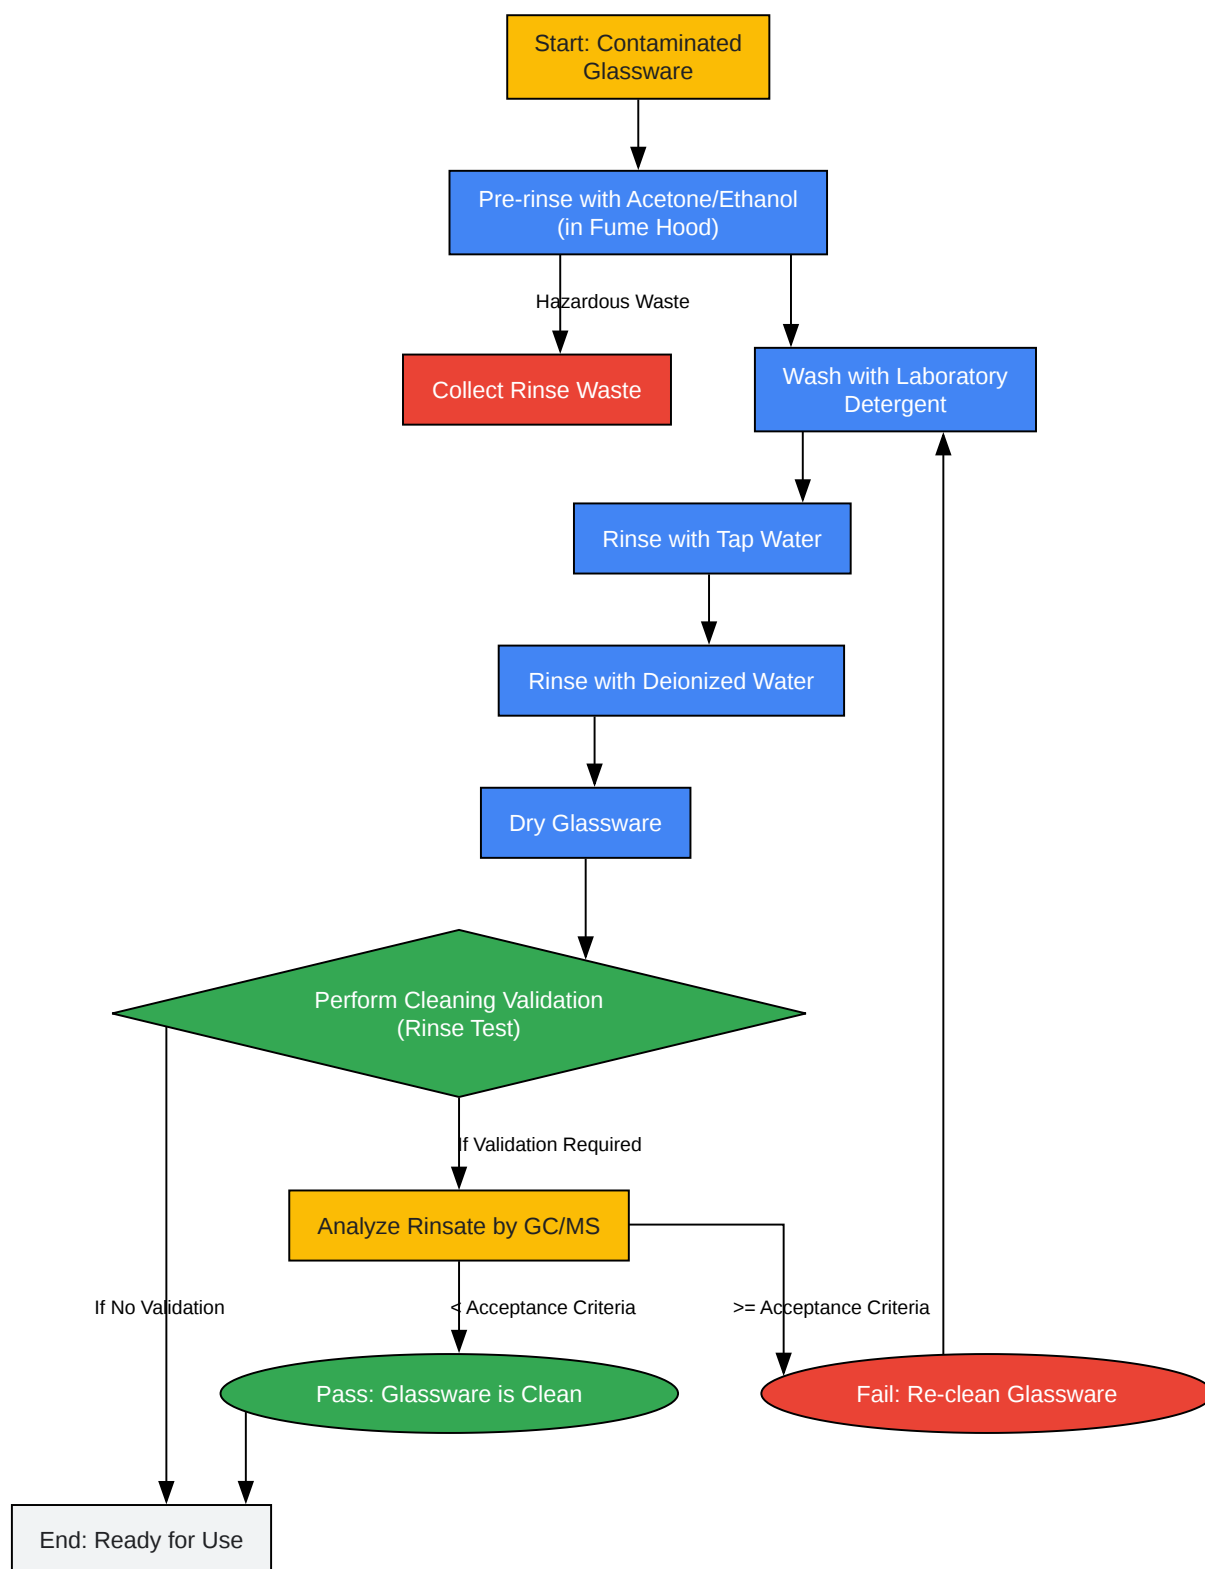 Start: Contaminated
Glassware
Pre-rinse with Acetone/Ethanol
(in Fume Hood)
Hazardous Waste
Collect Rinse Waste
Wash with Laboratory
Detergent
Rinse with Tap Water
Rinse with Deionized Water
Dry Glassware
Perform Cleaning Validation
(Rinse Test)
If Validation Required
Analyze Rinsate by GC/MS
If No Validation
< Acceptance Criteria
>= Acceptance Criteria
Pass: Glassware is Clean
Fail: Re-clean Glassware
End: Ready for Use